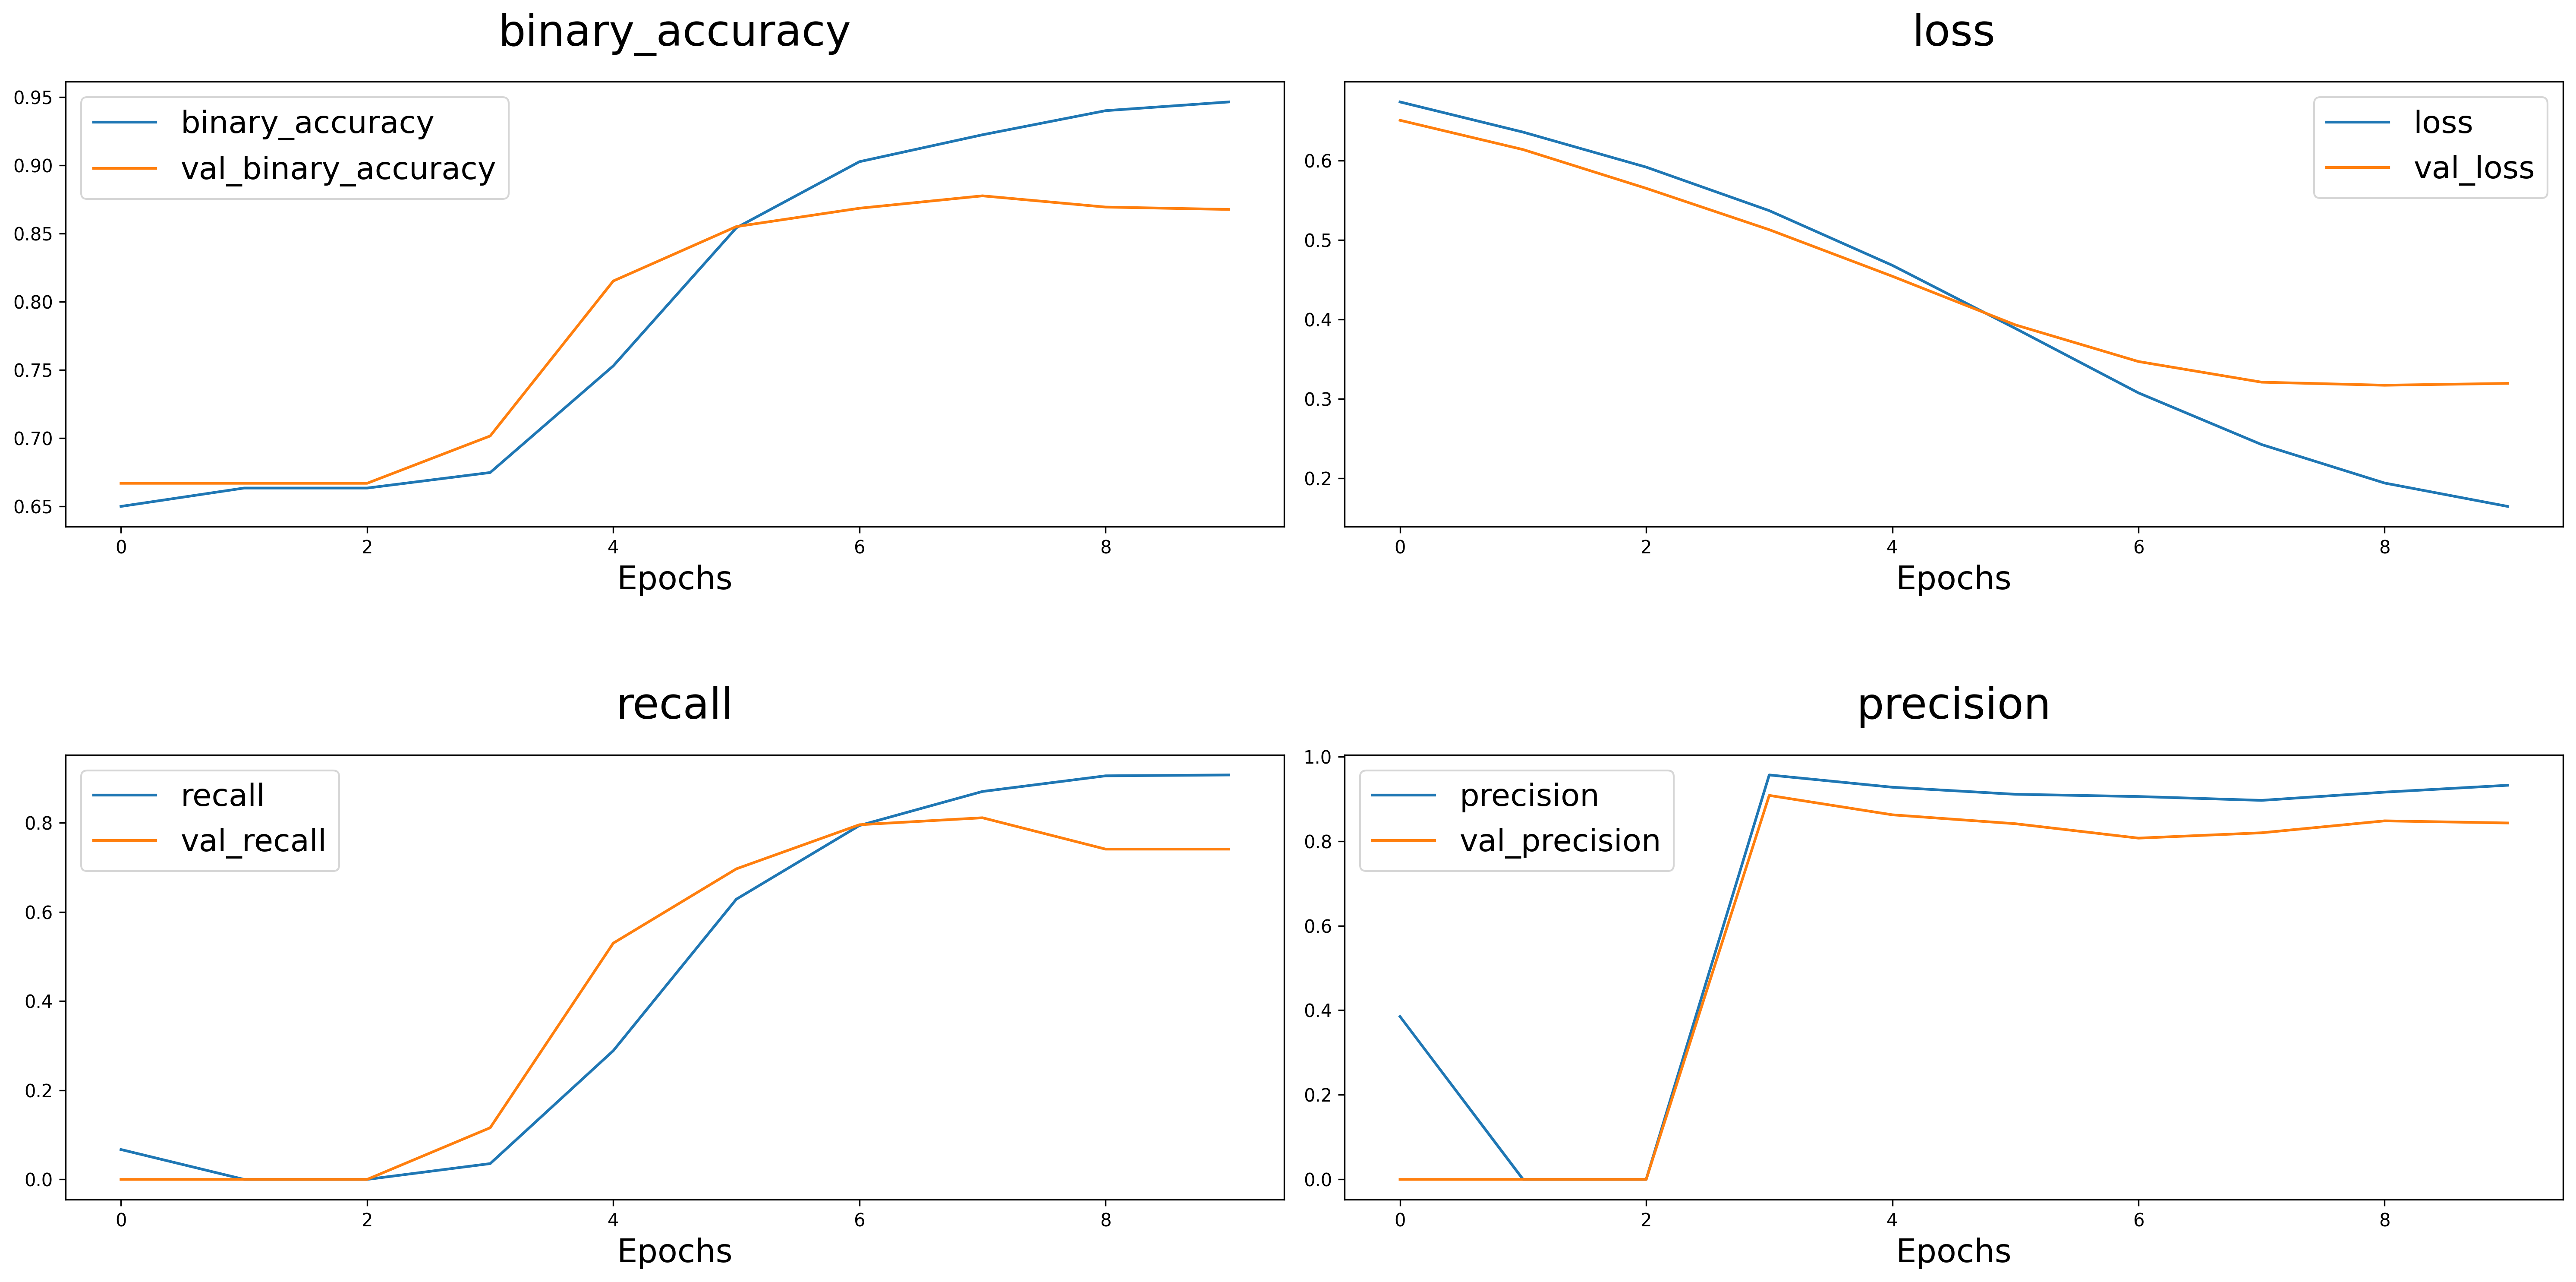 binary_accuracy
0.95
0.90
0.85
0.80
0.75
0.70
0.65
binary_accuracy
val_binary_accuracy
0 2 4 6 8
Epochs
loss
0.6
0.5
0.4
0.3
0.2
loss
val_loss
0 2 4 6 8
Epochs
recall
0.8
0.6
0.4
0.2
0.0
recall
val_recall
0 2 4 6 8
Epochs
precision
1.0
0.8
0.6
0.4
0.2
0.0
precision
val_precision
0 2 4 6 8
Epochs